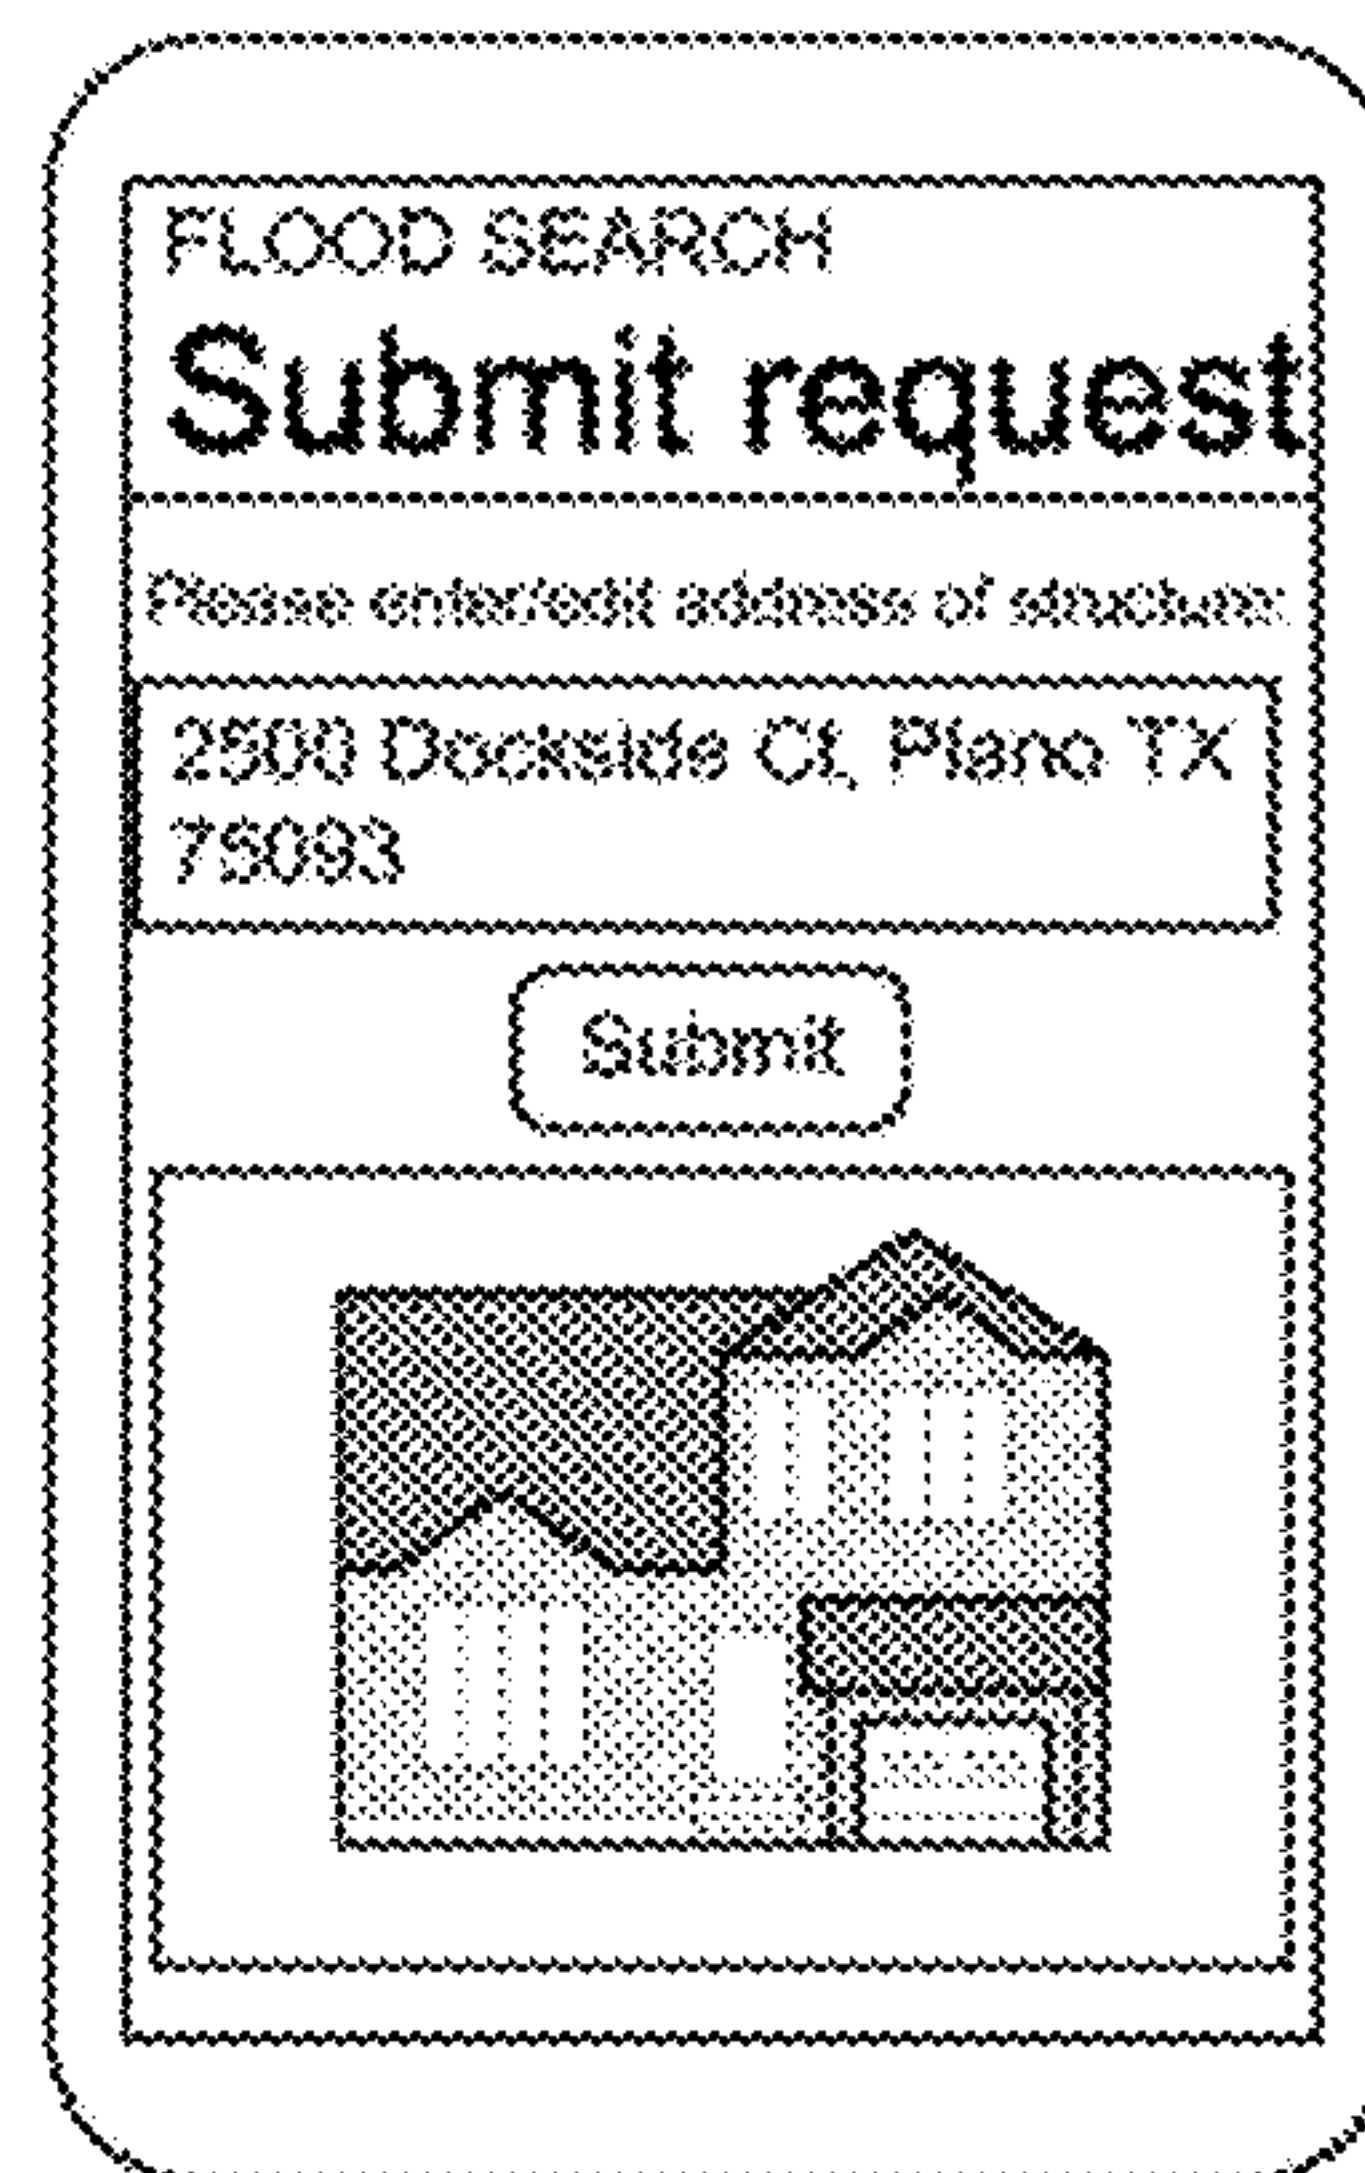 FLOOD SEARCH
Submit request
Please enter/edit address of structure:
2500 Dockside Ct, Plano TX
75093
Submit